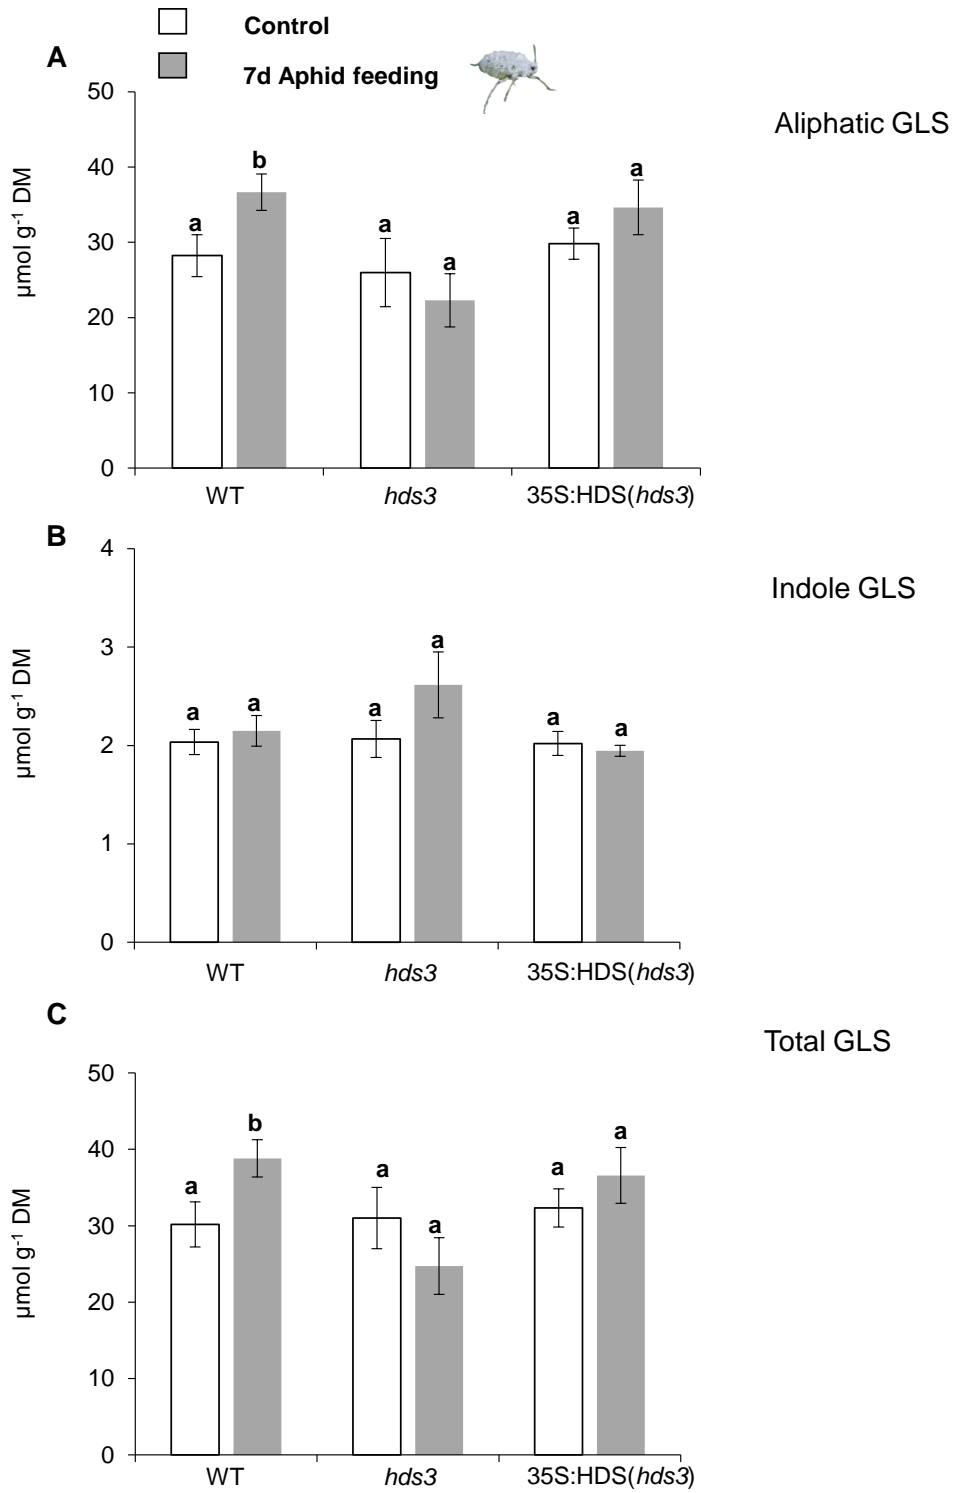 Control
A
7d Aphid feeding
Aliphatic GLS
50
40
30
20
10
0
µmol g⁻¹ DM
a
b
a
a
a
a
WT
hds3
35S:HDS(hds3)
B
Indole GLS
4
3
2
1
0
µmol g⁻¹ DM
a
a
a
a
a
a
WT
hds3
35S:HDS(hds3)
C
Total GLS
50
40
30
20
10
0
µmol g⁻¹ DM
a
b
a
a
a
a
WT
hds3
35S:HDS(hds3)